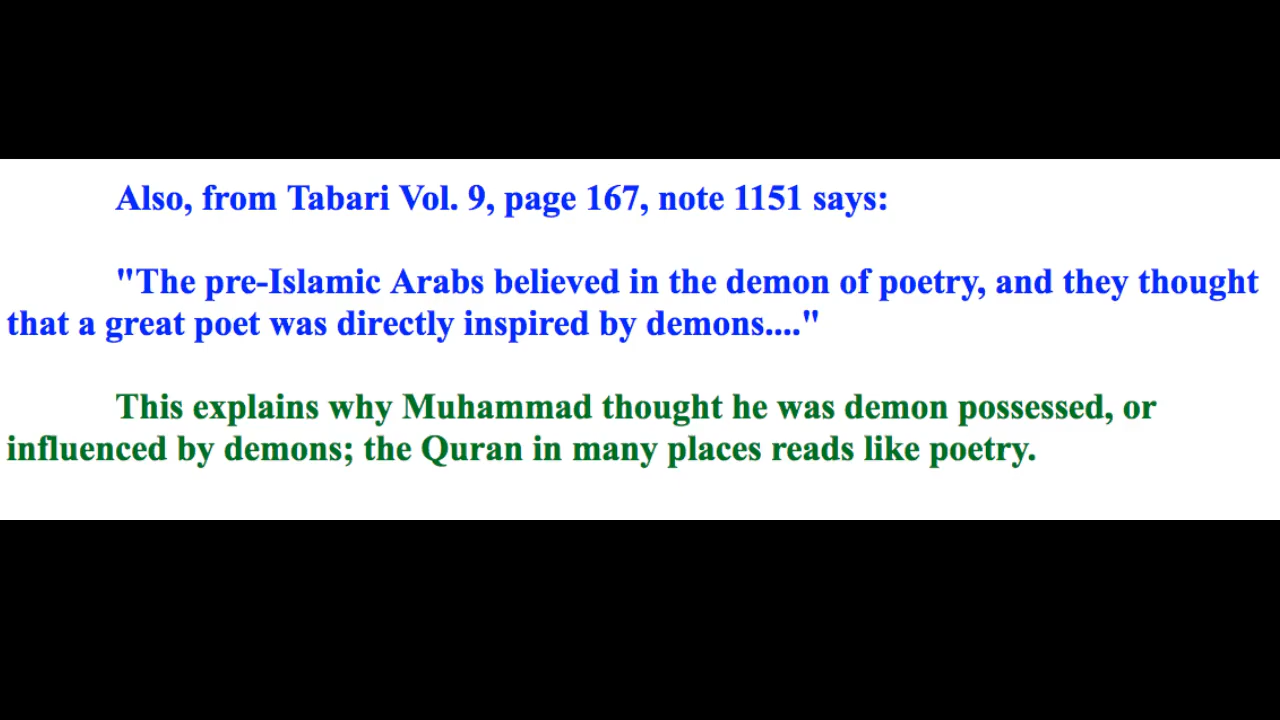 Also, from Tabari Vol. 9, page 167, note 1151 says:
"The pre-Islamic Arabs believed in the demon of poetry, and they thought
that a great poet was directly inspired by demons...."
This explains why Muhammad thought he was demon possessed, or
influenced by demons; the Quran in many places reads like poetry.